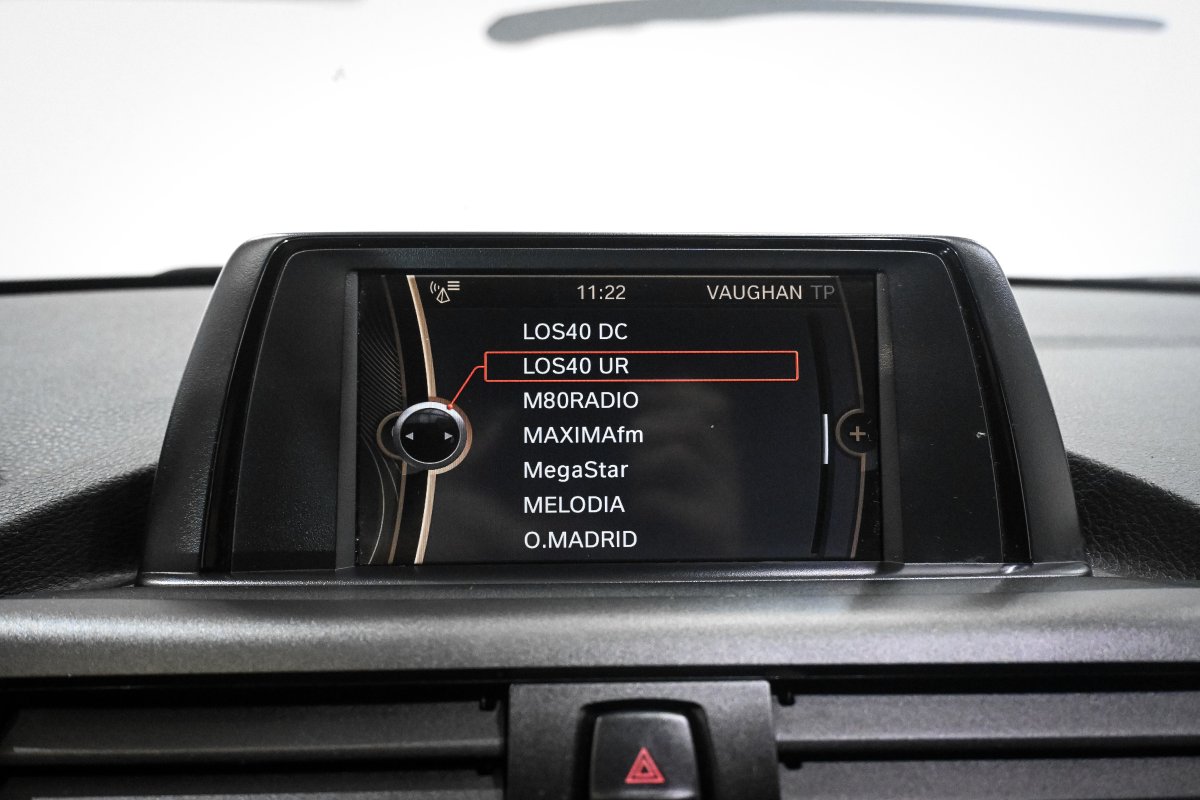 11:22 VAUGHAN TP
LOS40 DC
LOS40 UR
M80RADIO
MAXIMAfm
MegaStar
MELODIA
O.MADRID